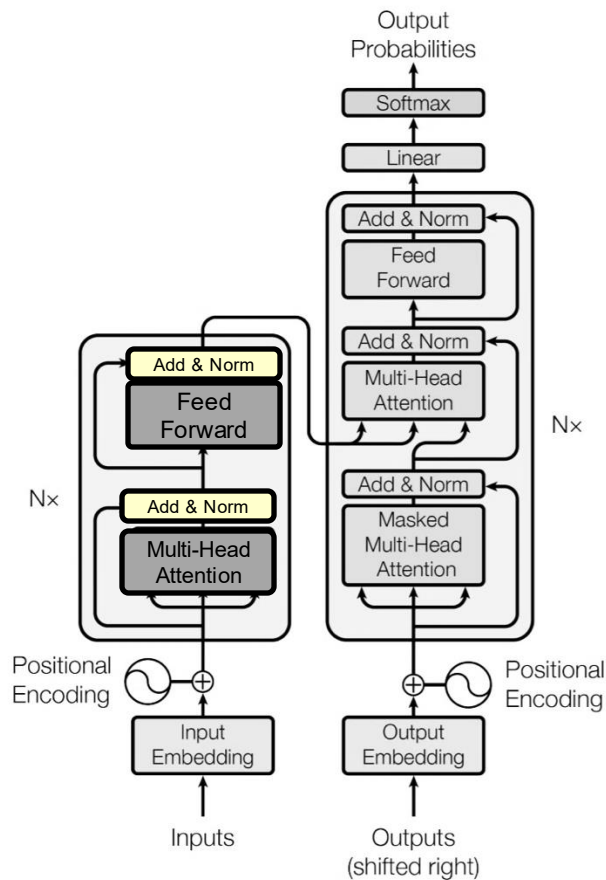 Output
Probabilities
Softmax
Linear
Add & Norm
Feed
Forward
Add & Norm
Multi-Head
Attention
N×
Add & Norm
Masked
Multi-Head
Attention
Add & Norm
Feed
Forward
N×
Add & Norm
Multi-Head
Attention
Positional
Encoding
Positional
Encoding
Input
Embedding
Output
Embedding
Inputs
Outputs
(shifted right)